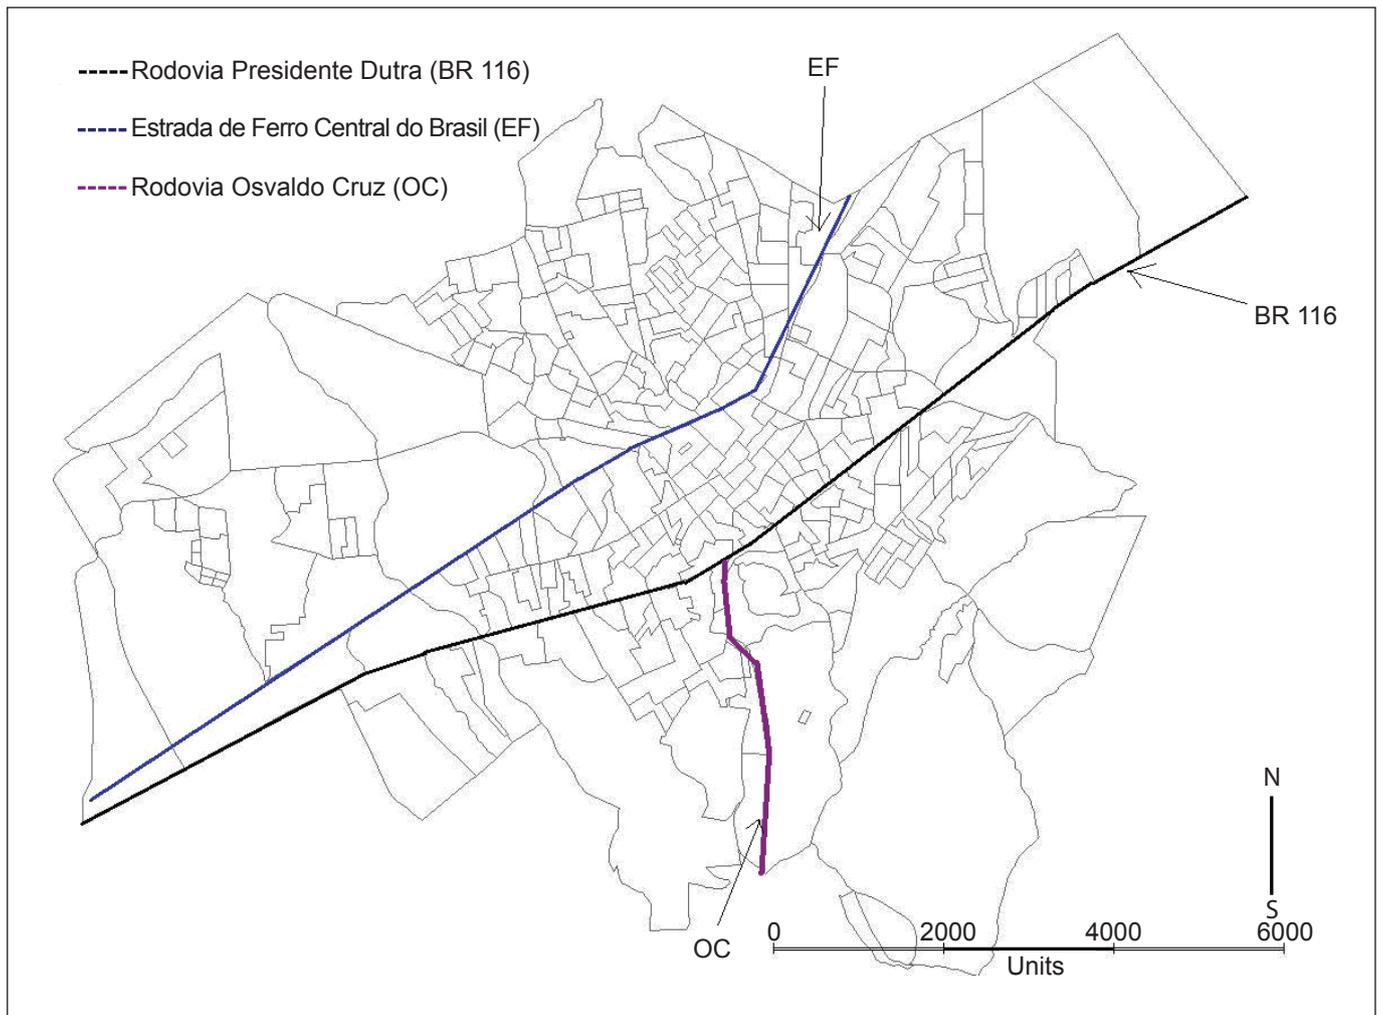 EF
Rodovia Presidente Dutra (BR 116)
Estrada de Ferro Central do Brasil (EF)
Rodovia Osvaldo Cruz (OC)
BR 116
N
S
OC
0 2000 4000 6000
Units